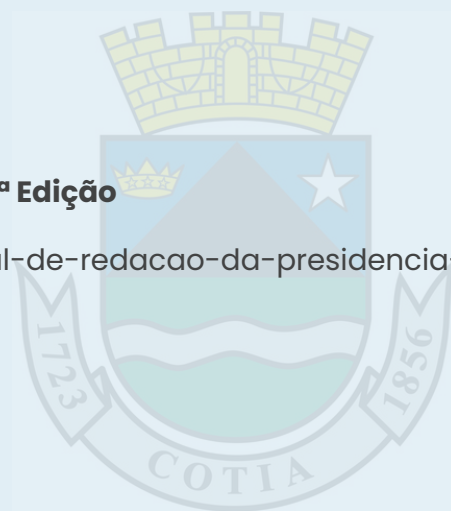 ª Edição
l-de-redacao-da-presidencia-
1723
1856
COTIA